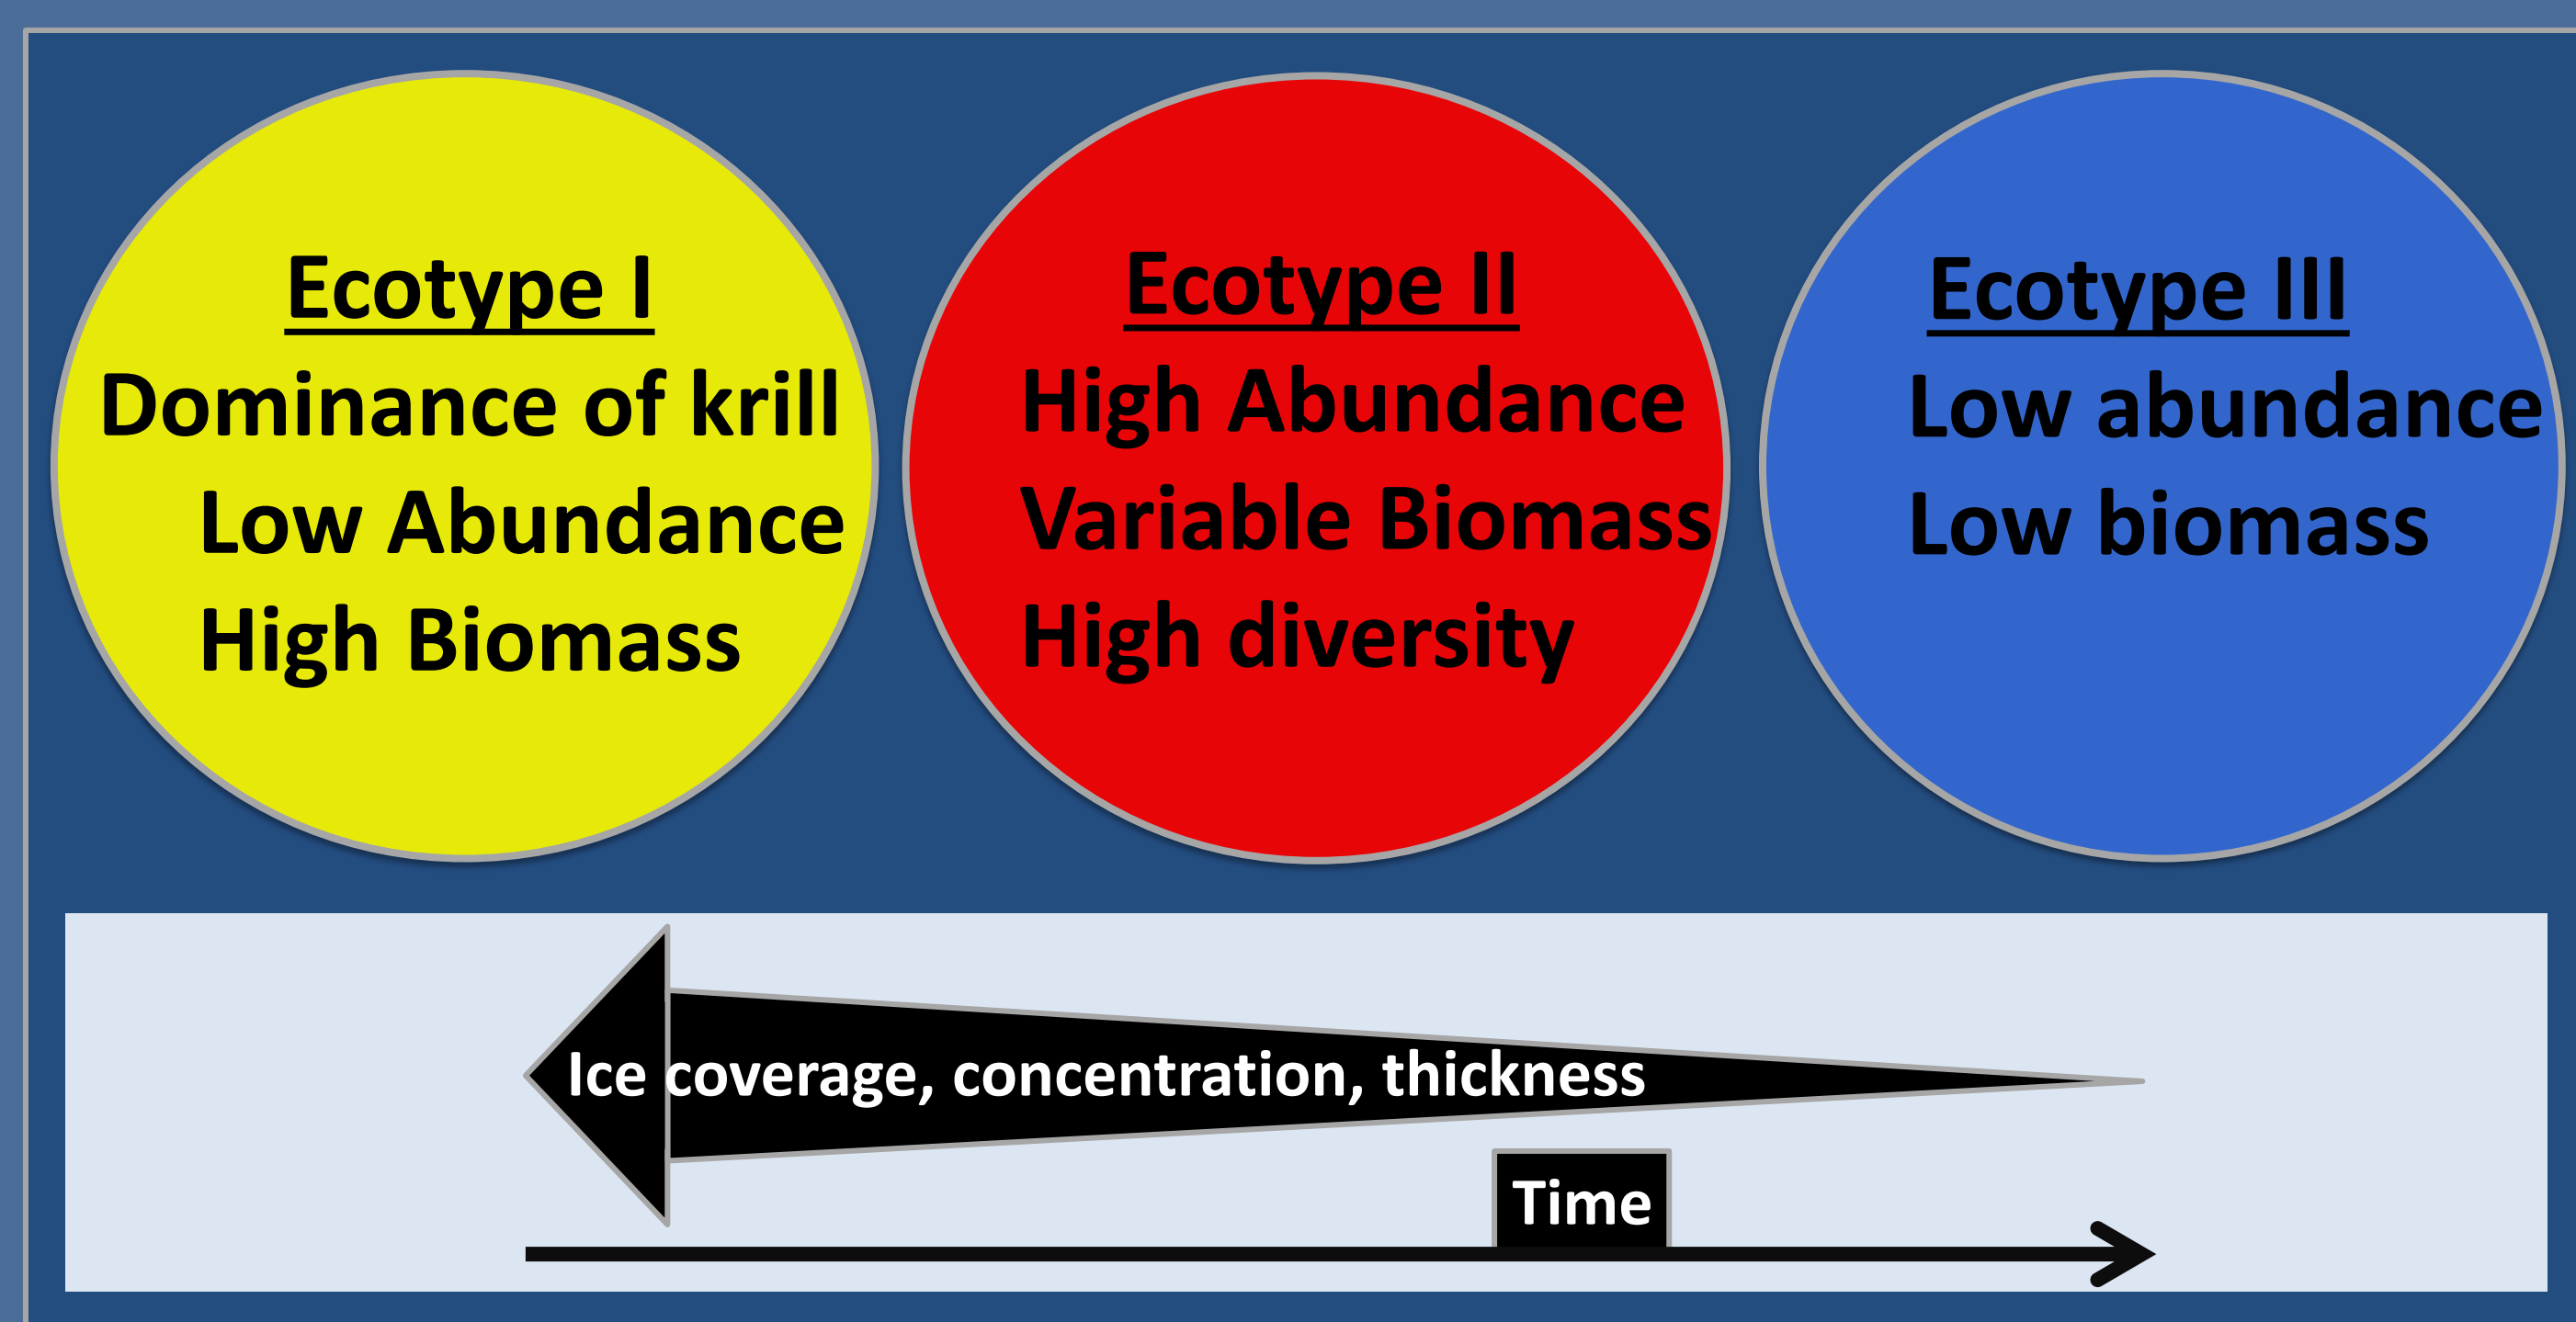 Ecotype I
Dominance of krill
Low Abundance
High Biomass
Ecotype II
High Abundance
Variable Biomass
High diversity
Ecotype III
Low abundance
Low biomass
Ice coverage, concentration, thickness
Time